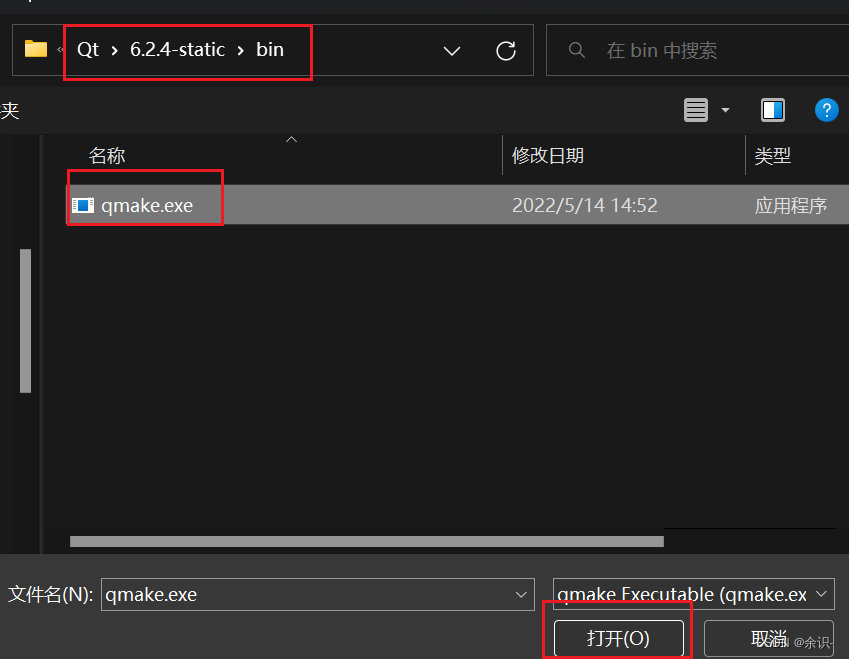 « Qt › 6.2.4-static › bin
在 bin 中搜索
夹
?
名称 修改日期 类型
qmake.exe 2022/5/14 14:52 应用程序
文件名(N): qmake.exe qmake Executable (qmake.ex
打开(O) 取消
CSDN @余识-